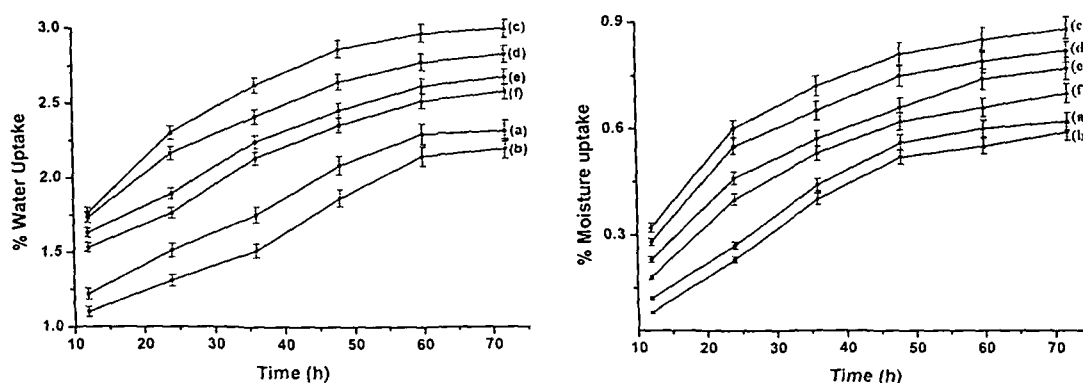 % Water Uptake
3.0
2.5
2.0
1.5
1.0
10 20 30 40 50 60 70
Time (h)
(c)
(d)
(e)
(f)
(a)
(b)
% Moisture uptake
0.9
0.6
0.3
10 20 30 40 50 60 70
Time (h)
(c
(d
(f